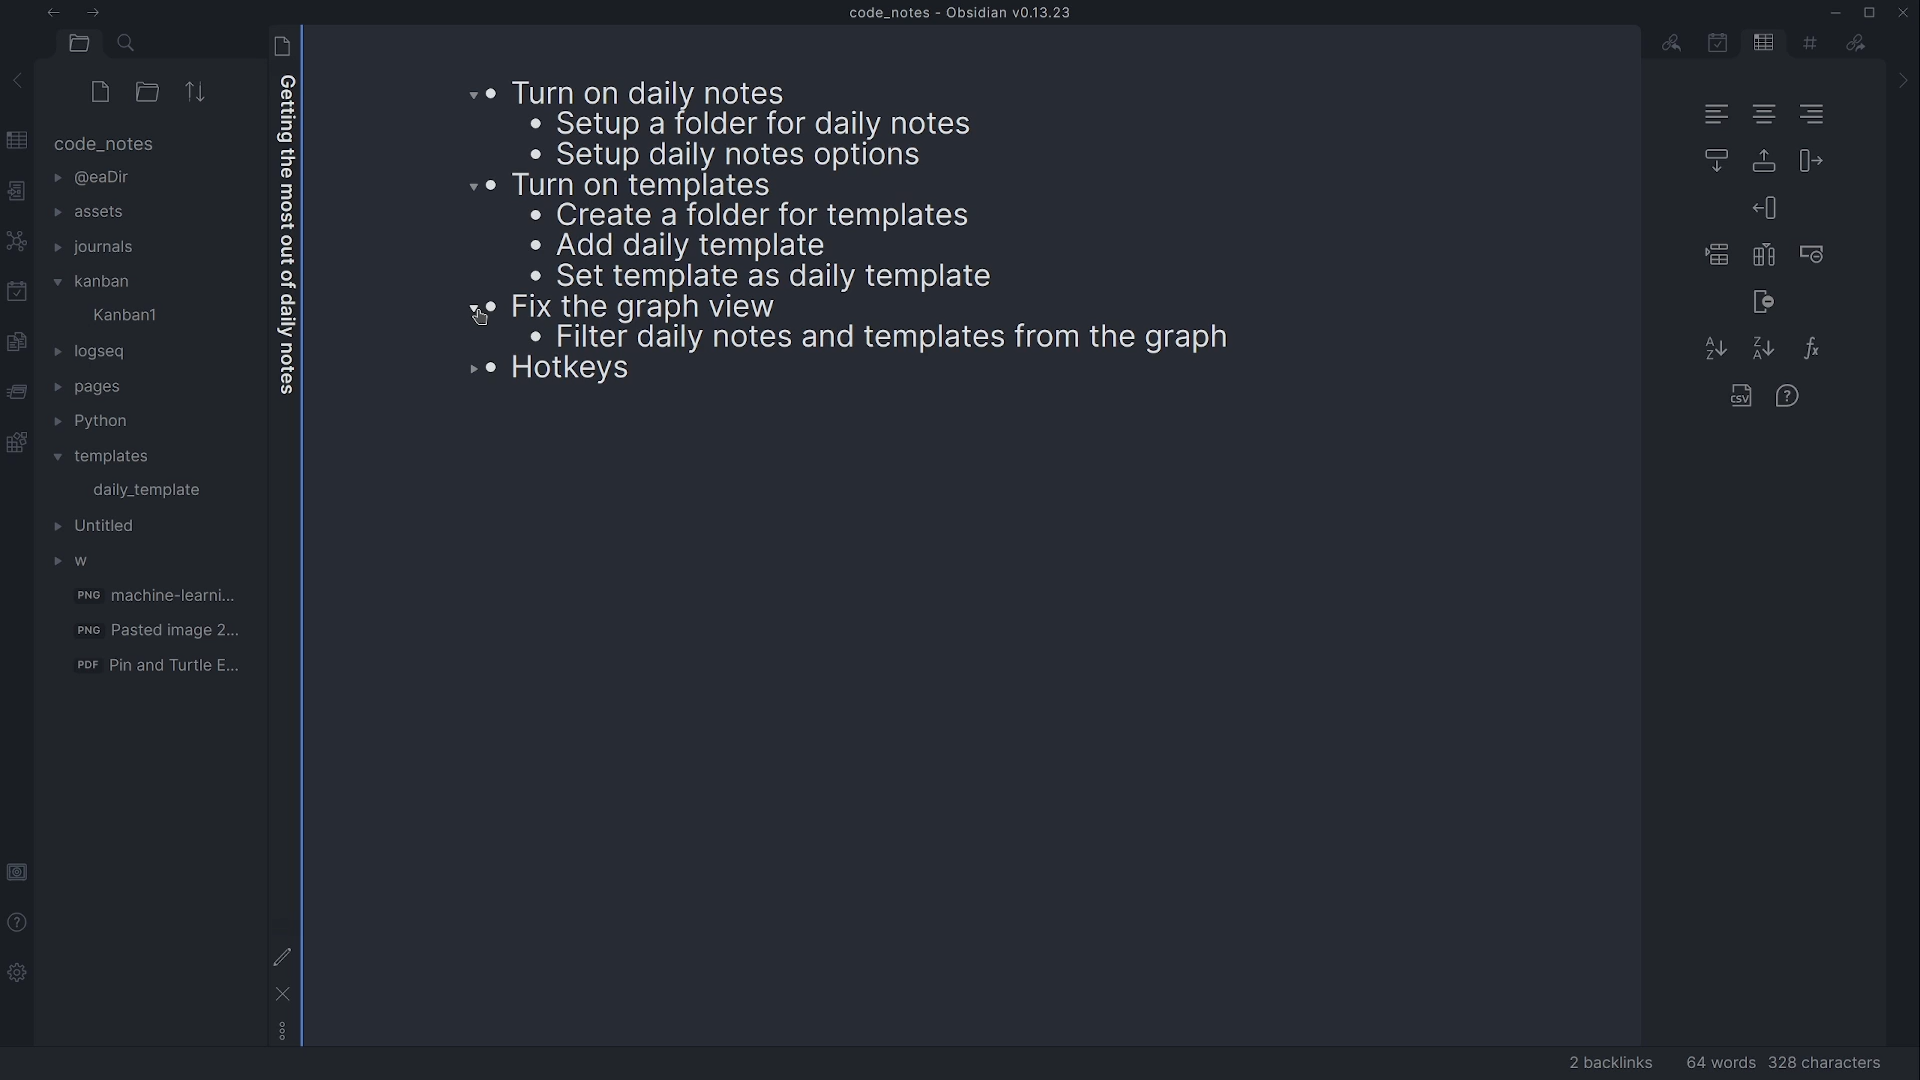 code_notes - Obsidian v0.13.23
code_notes
@eaDir
assets
journals
kanban
Kanban1
logseq
pages
Python
templates
daily_template
Untitled
w
PNG machine-learni...
PNG Pasted image 2...
PDF Pin and Turtle E...
Getting the most out of daily notes
Turn on daily notes
Setup a folder for daily notes
Setup daily notes options
Turn on templates
Create a folder for templates
Add daily template
Set template as daily template
Fix the graph view
Filter daily notes and templates from the graph
Hotkeys
CSV
2 backlinks 64 words 328 characters